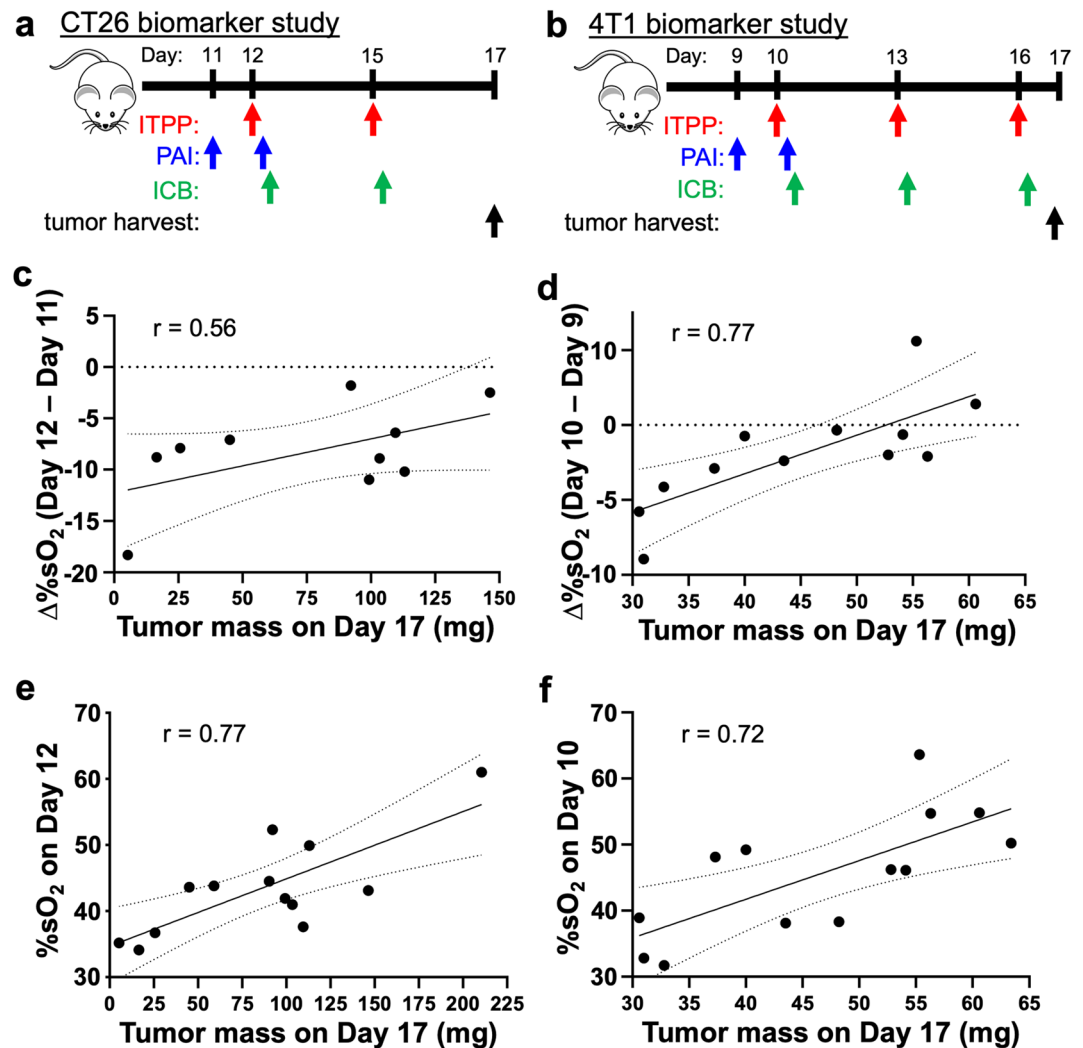 a CT26 biomarker study
Day: 11 12 15 17
ITPP:
PAI:
ICB:
tumor harvest:
b 4T1 biomarker study
Day: 9 10 13 16 17
ITPP:
PAI:
ICB:
tumor harvest:
c
Δ%sO₂ (Day 12 – Day 11)
r = 0.56
5
0
-5
-10
-15
-20
0 25 50 75 100 125 150
Tumor mass on Day 17 (mg)
d
Δ%sO₂ (Day 10 – Day 9)
r = 0.77
10
0
-5
-10
30 35 40 45 50 55 60 65
Tumor mass on Day 17 (mg)
e
%sO₂ on Day 12
r = 0.77
70
60
50
40
30
0 25 50 75 100 125 150 175 200 225
Tumor mass on Day 17 (mg)
f
%sO₂ on Day 10
r = 0.72
70
60
50
40
30
30 35 40 45 50 55 60 65
Tumor mass on Day 17 (mg)